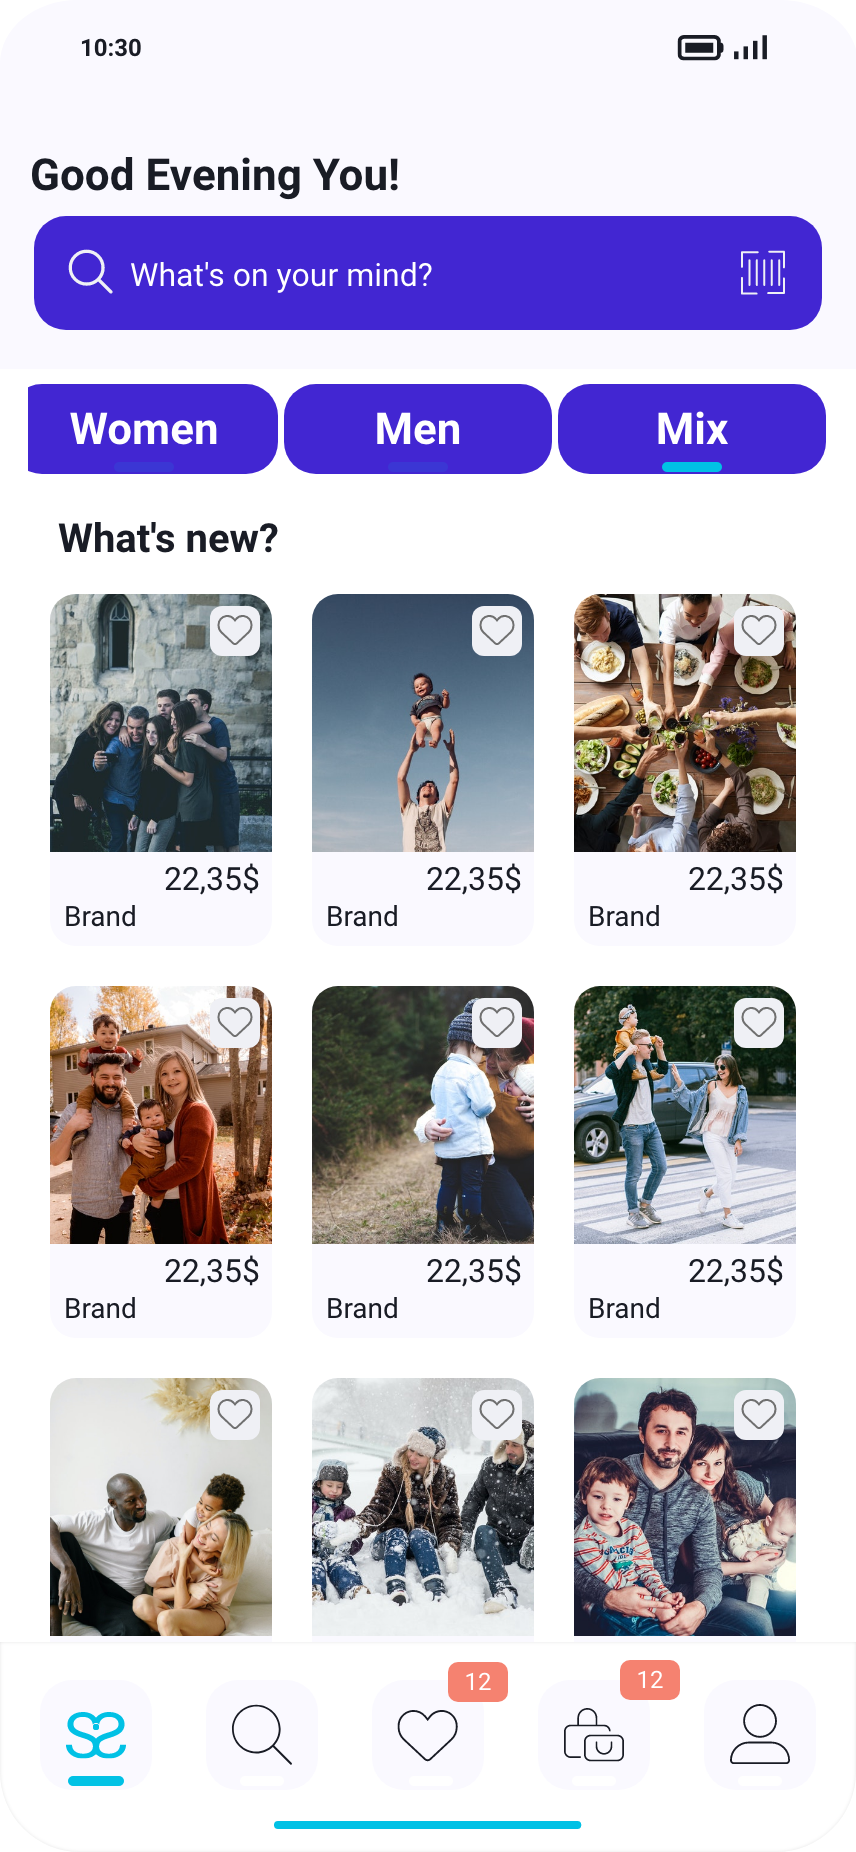 10:30
Good Evening You!
What's on your mind?
Women Men Mix
What's new?
22,35$ 22,35$ 22,35$
Brand Brand Brand
22,35$ 22,35$ 22,35$
Brand Brand Brand
12 12